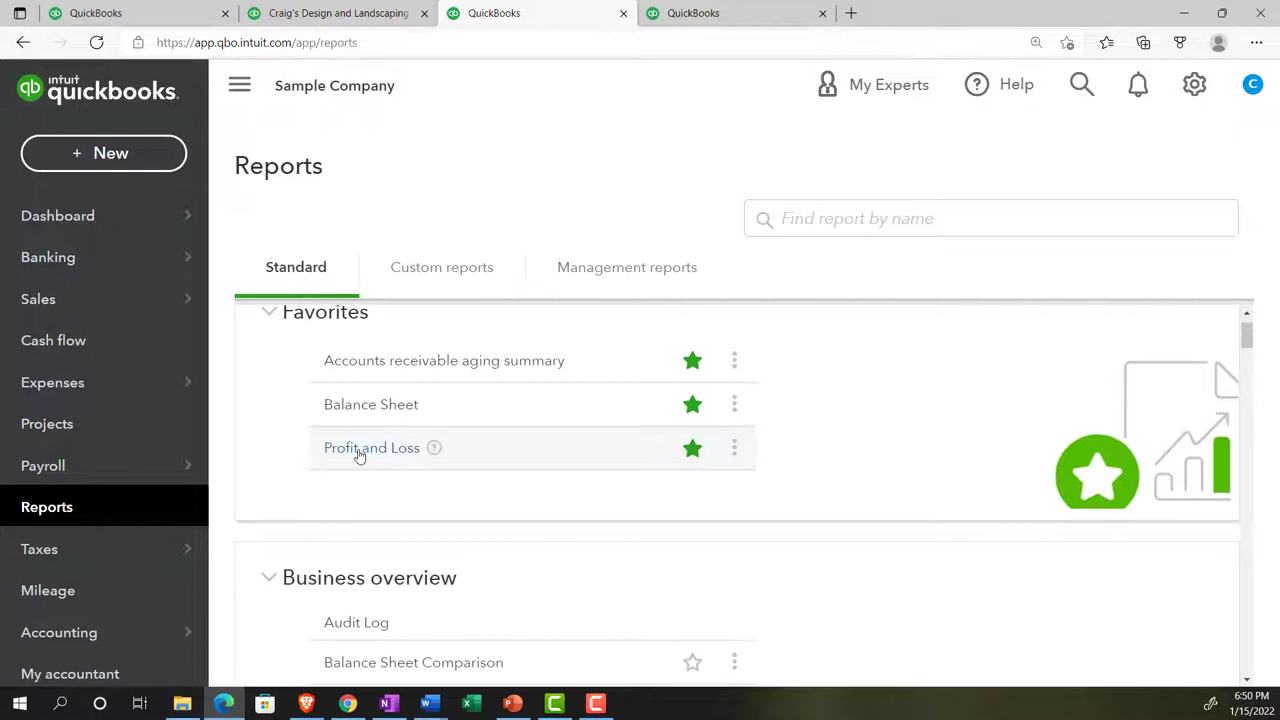 QuickBooks
Craig's Design and Landscaping
QuickBooks
QuickBooks
https://app.qbo.intuit.com/app/reports
intuit
quickbooks.
Sample Company
My Experts
Help
C
+ New
Reports
Find report by name
Dashboard
Banking
Sales
Cash flow
Expenses
Projects
Payroll
Reports
Taxes
Mileage
Accounting
My accountant
Standard
Custom reports
Management reports
Favorites
Accounts receivable aging summary
Balance Sheet
Profit and Loss
Business overview
Audit Log
Balance Sheet Comparison
6:50 PM
1/15/2022